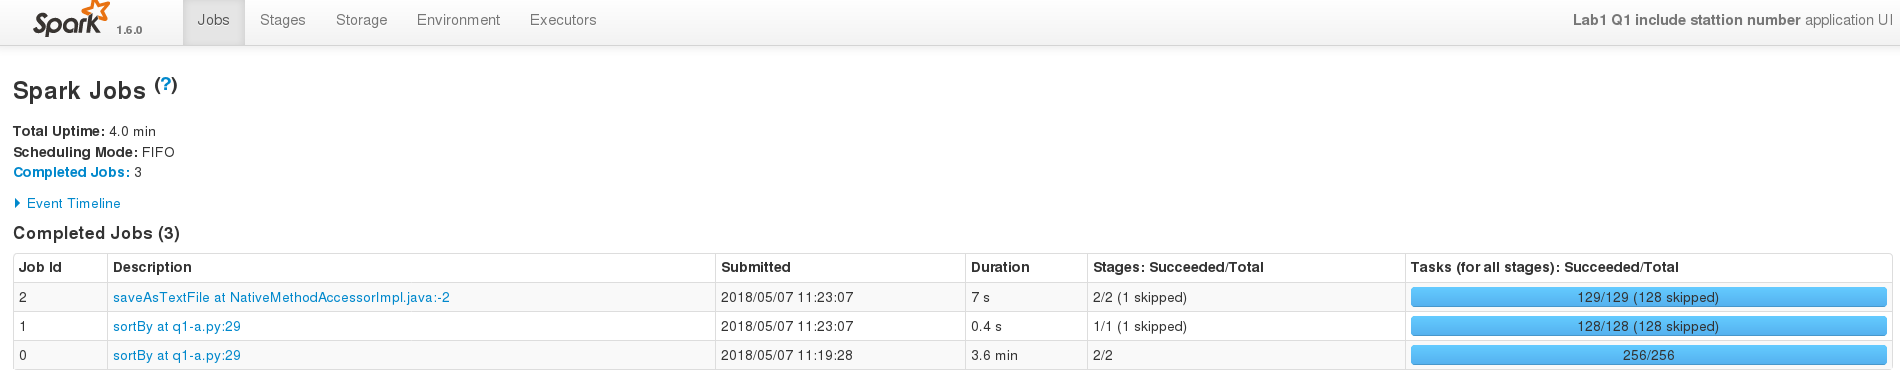 Spark 1.6.0 Jobs Stages Storage Environment Executors Lab1 Q1 include stattion number application UI
Spark Jobs (?)
Total Uptime: 4.0 min
Scheduling Mode: FIFO
Completed Jobs: 3
Event Timeline
Completed Jobs (3)
Job Id Description Submitted Duration Stages: Succeeded/Total Tasks (for all stages): Succeeded/Total
2 saveAsTextFile at NativeMethodAccessorImpl.java:-2 2018/05/07 11:23:07 7 s 2/2 (1 skipped) 129/129 (128 skipped)
1 sortBy at q1-a.py:29 2018/05/07 11:23:07 0.4 s 1/1 (1 skipped) 128/128 (128 skipped)
0 sortBy at q1-a.py:29 2018/05/07 11:19:28 3.6 min 2/2 256/256